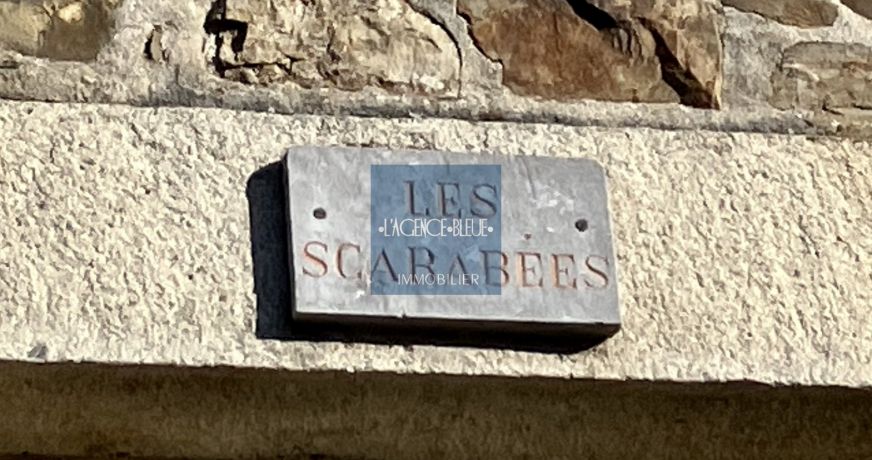 LES
•L'AGENCE•BLEUE•
SCARABÉES
IMMOBILIER